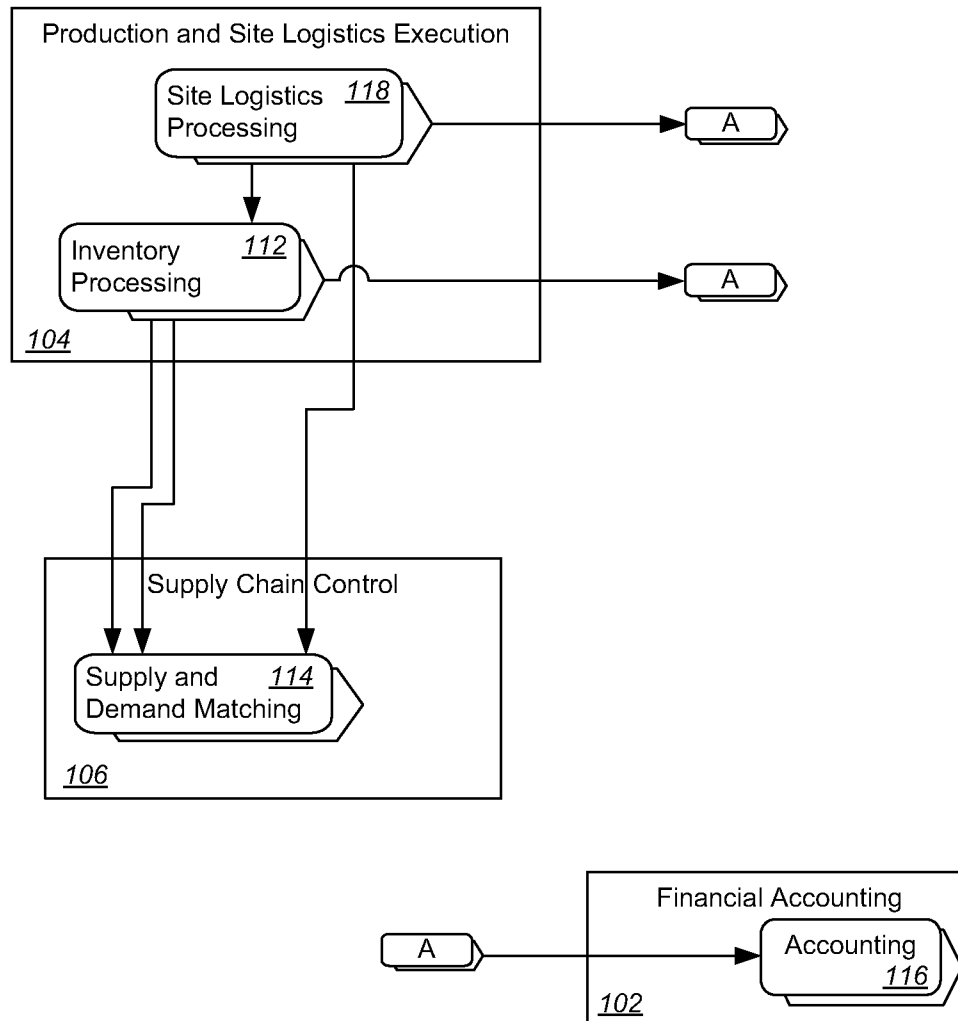 Production and Site Logistics Execution
Site Logistics 118
Processing
A
Inventory 112
Processing
A
104
Supply Chain Control
Supply and 114
Demand Matching
106
Financial Accounting
A
Accounting
116
102